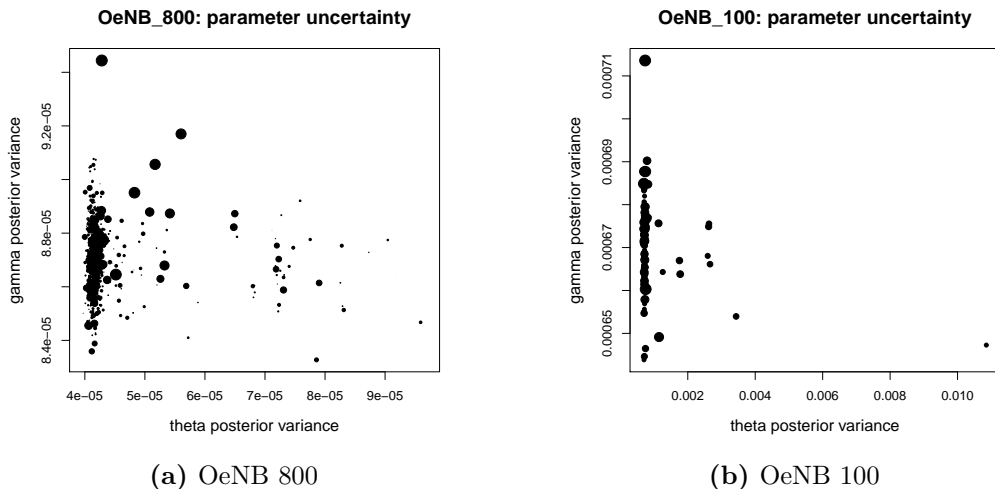 OeNB_800: parameter uncertainty
gamma posterior variance
9.2e−05
8.8e−05
8.4e−05
4e−05 5e−05 6e−05 7e−05 8e−05 9e−05
theta posterior variance
(a) OeNB 800
OeNB_100: parameter uncertainty
gamma posterior variance
0.00071
0.00069
0.00067
0.00065
0.002 0.004 0.006 0.008 0.010
theta posterior variance
(b) OeNB 100